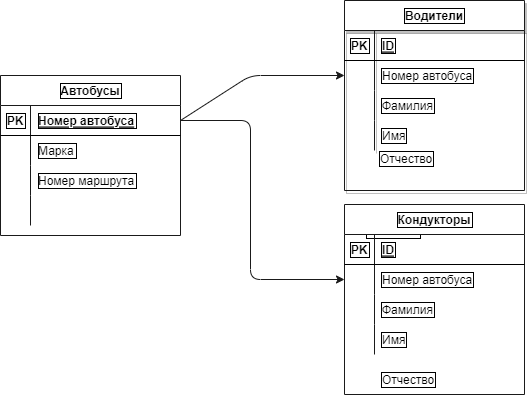 Автобусы
PK Номер автобуса
Марка
Номер маршрута
Водители
PK ID
Номер автобуса
Фамилия
Имя
Отчество
Кондукторы
PK ID
Номер автобуса
Фамилия
Имя
Отчество